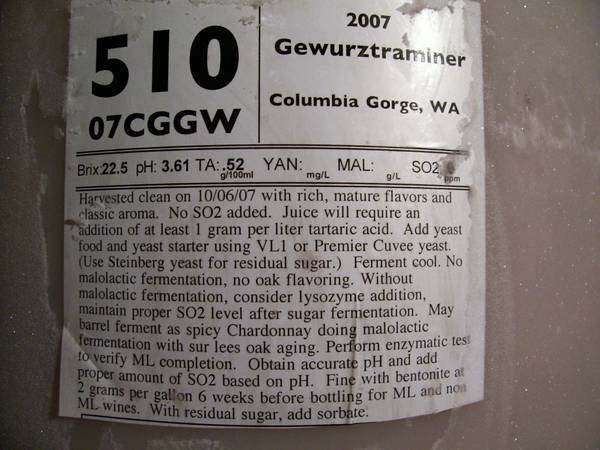 510
07CGGW
2007
Gewurztraminer
Columbia Gorge, WA
Brix:22.5 pH: 3.61 TA:.52 g/100ml YAN: mg/L MAL: g/L SO2 ppm
Harvested clean on 10/06/07 with rich, mature flavors and
classic aroma. No SO2 added. Juice will require an
addition of at least 1 gram per liter tartaric acid. Add yeast
food and yeast starter using VL1 or Premier Cuvee yeast.
(Use Steinberg yeast for residual sugar.) Ferment cool. No
malolactic fermentation, no oak flavoring. Without
malolactic fermentation, consider lysozyme addition,
maintain proper SO2 level after sugar fermentation. May
barrel ferment as spicy Chardonnay doing malolactic
fermentation with sur lees oak aging. Perform enzymatic test
to verify ML completion. Obtain accurate pH and add
proper amount of SO2 based on pH. Fine with bentonite at
2 grams per gallon 6 weeks before bottling for ML and non
ML wines. With residual sugar, add sorbate.